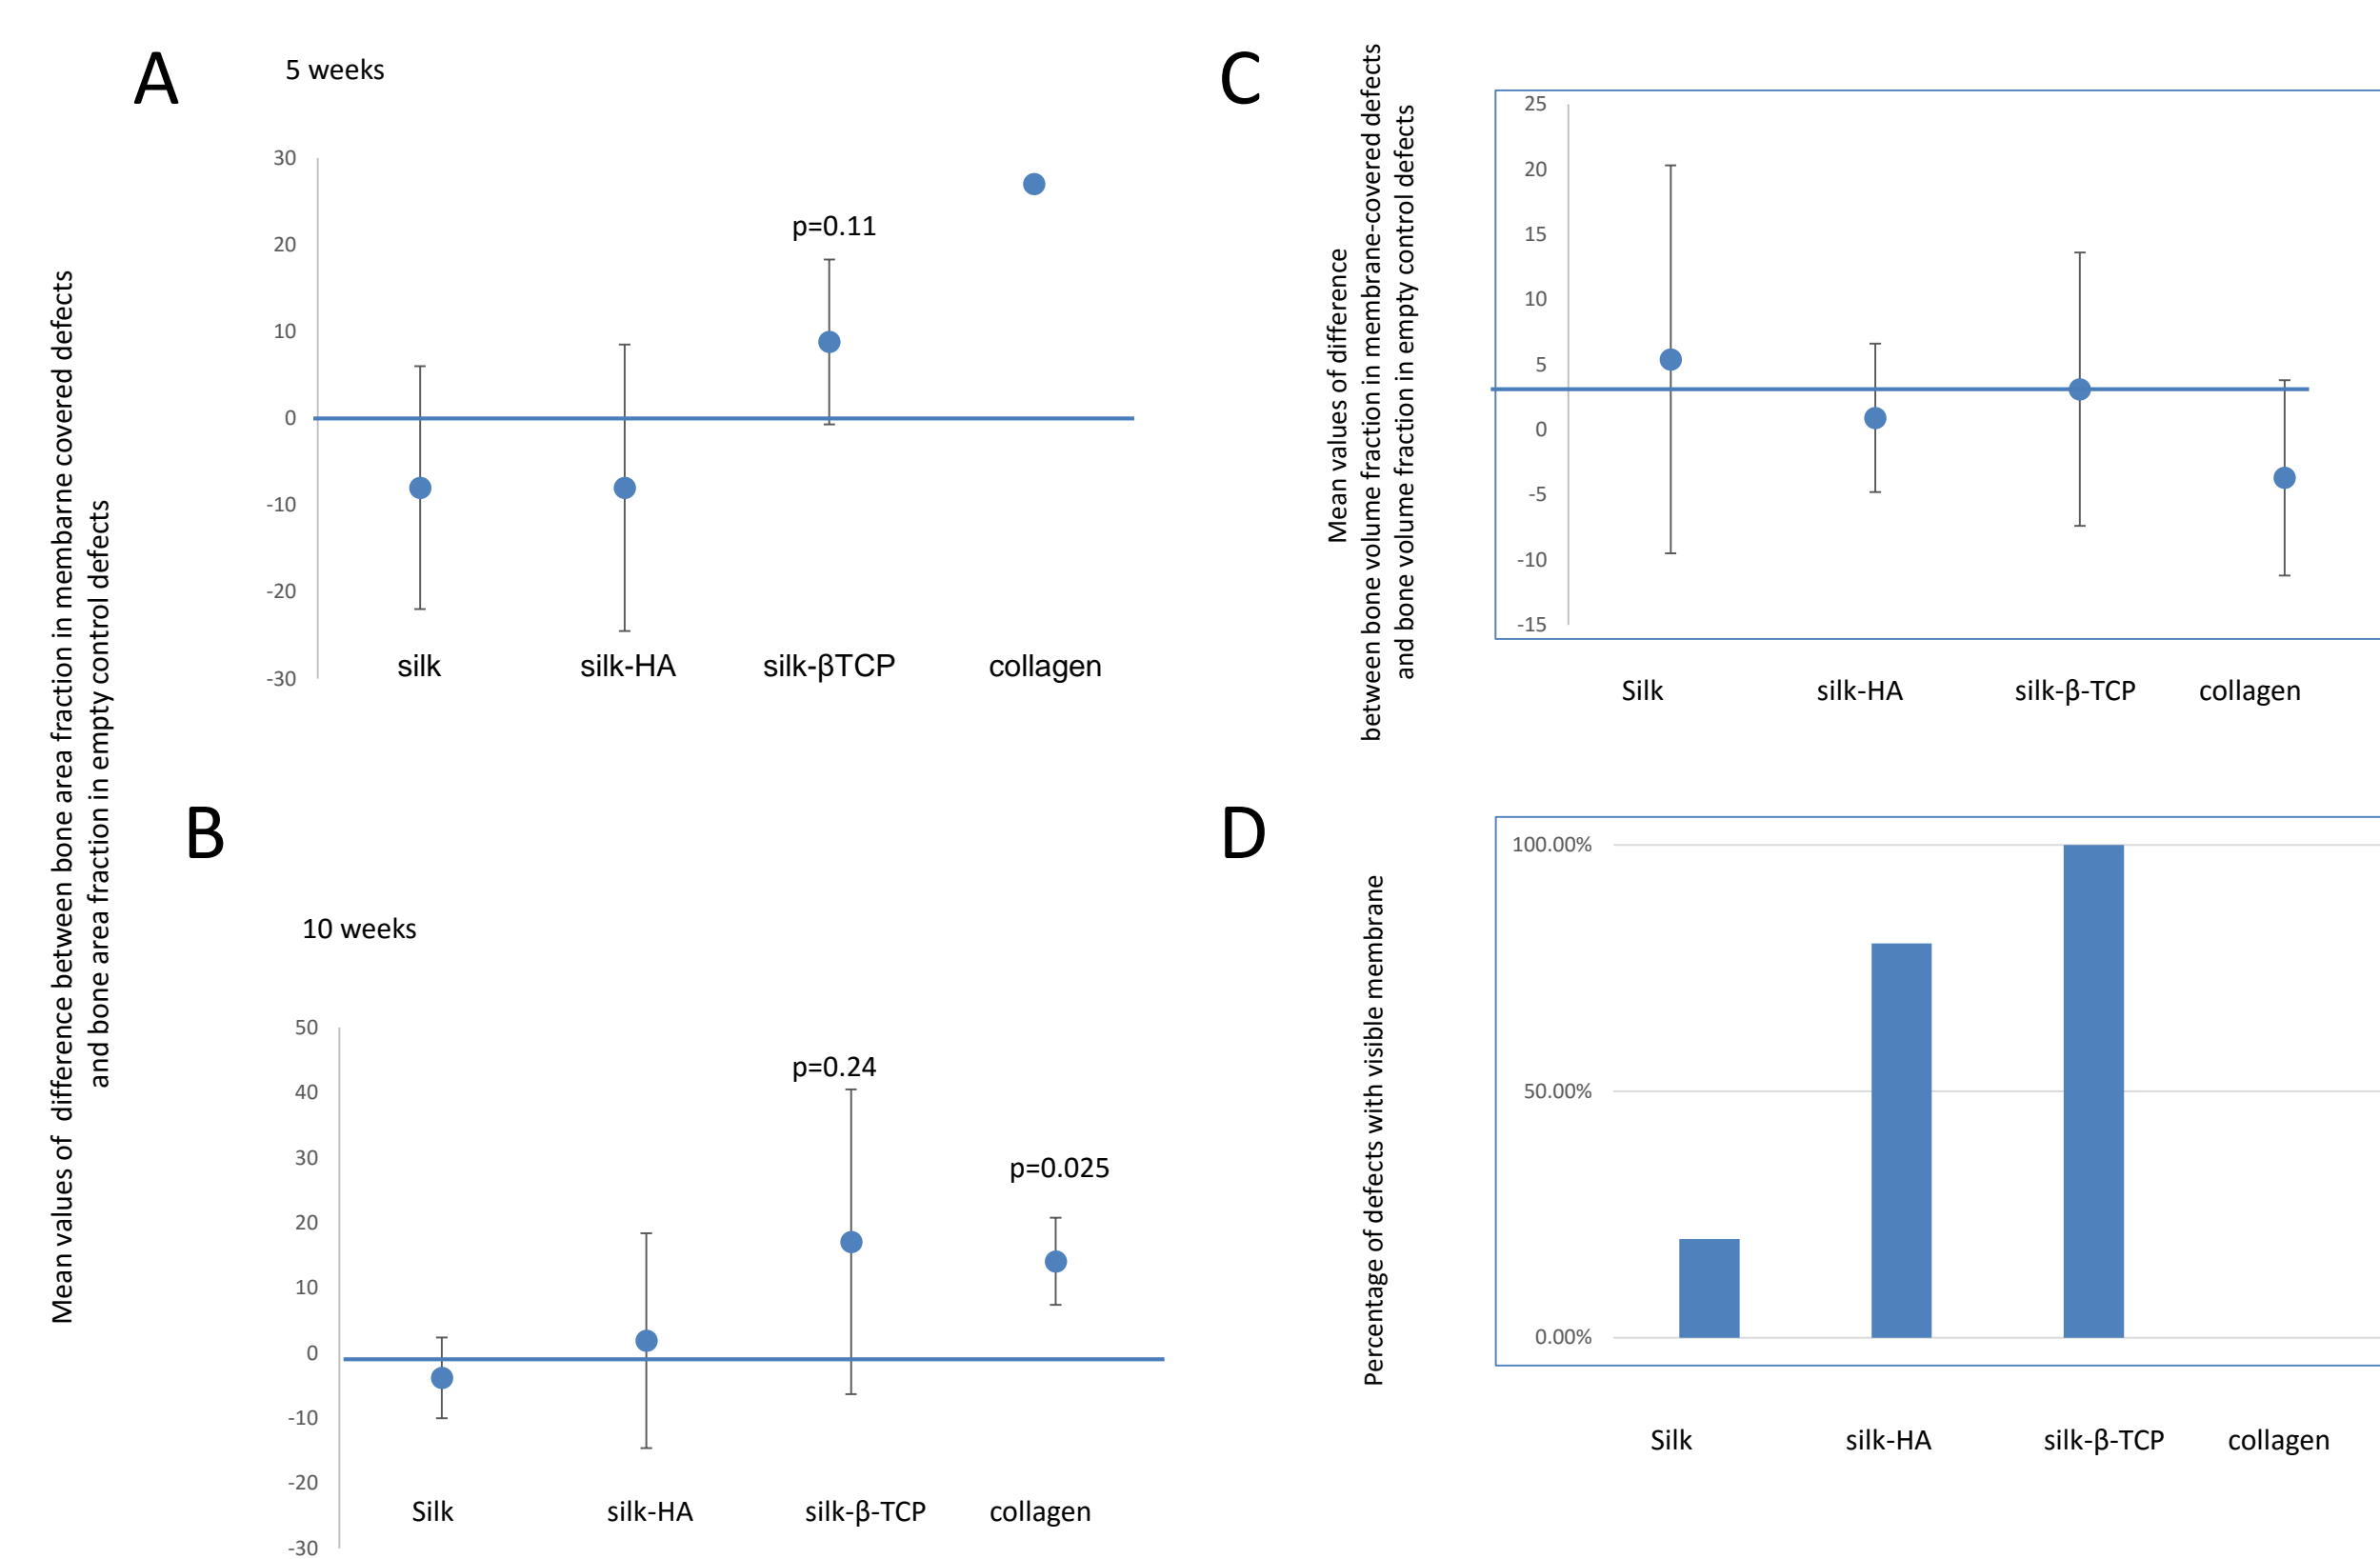 A
5 weeks
Mean values of difference between bone area fraction in membarne covered defects
and bone area fraction in empty control defects
30
20
10
0
-10
-20
-30
p=0.11
silk
silk-HA
silk-βTCP
collagen
B
10 weeks
50
40
30
20
10
0
-10
-20
-30
p=0.24
p=0.025
Silk
silk-HA
silk-β-TCP
collagen
C
Mean values of difference
between bone volume fraction in membrane-covered defects
and bone volume fraction in empty control defects
25
20
15
10
5
0
-5
-10
-15
Silk
silk-HA
silk-β-TCP
collagen
D
Percentage of defects with visible membrane
100.00%
50.00%
0.00%
Silk
silk-HA
silk-β-TCP
collagen